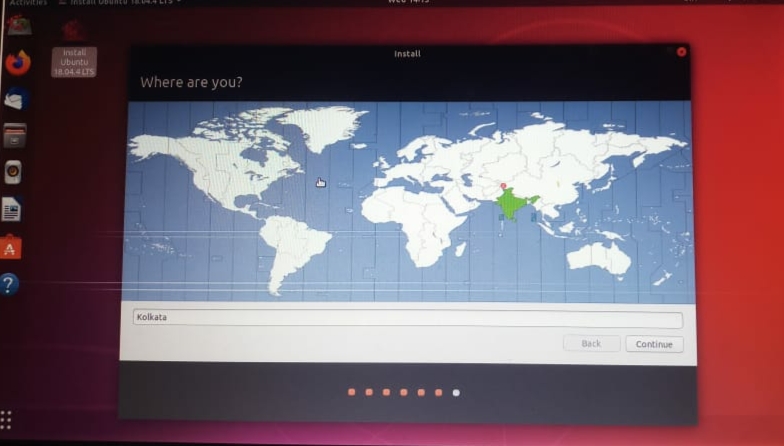 Activities
Install Ubuntu 18.04.4 LTS
Wed 14:15
Install
Ubuntu
18.04.4 LTS
Install
Where are you?
Kolkata
Back
Continue